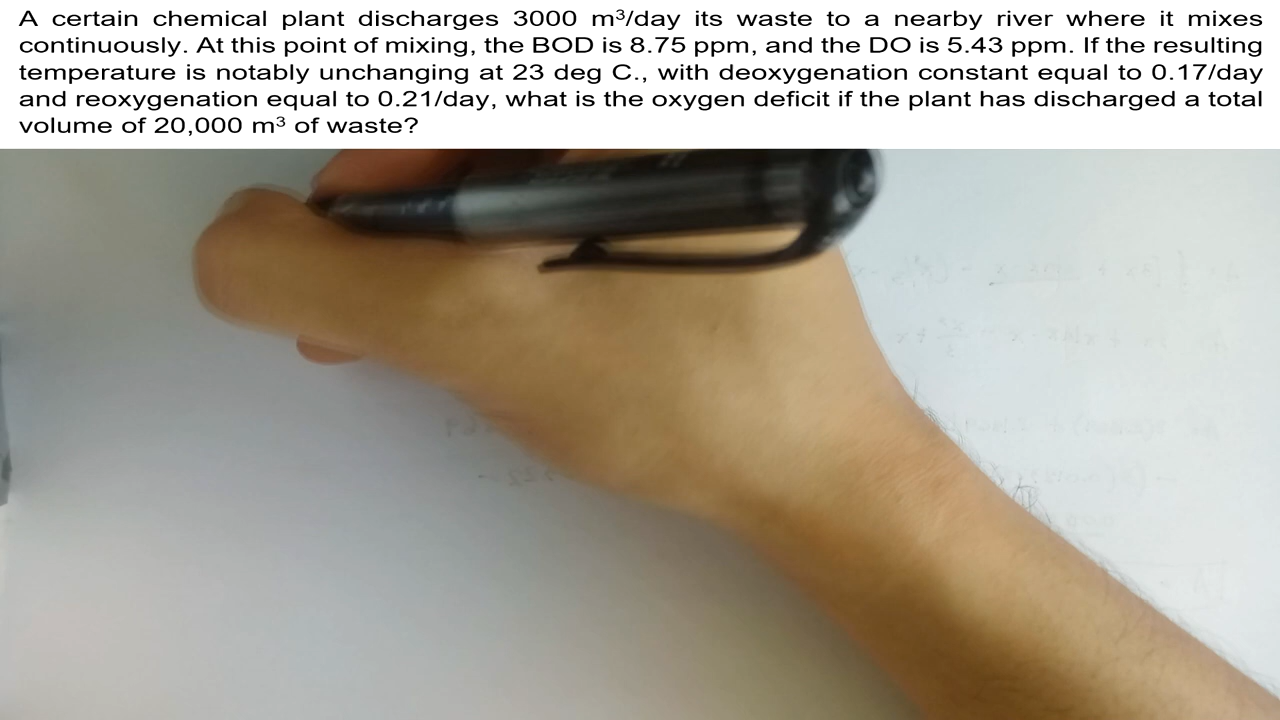 A certain chemical plant discharges 3000 m³/day its waste to a nearby river where it mixes
continuously. At this point of mixing, the BOD is 8.75 ppm, and the DO is 5.43 ppm. If the resulting
temperature is notably unchanging at 23 deg C., with deoxygenation constant equal to 0.17/day
and reoxygenation equal to 0.21/day, what is the oxygen deficit if the plant has discharged a total
volume of 20,000 m³ of waste?